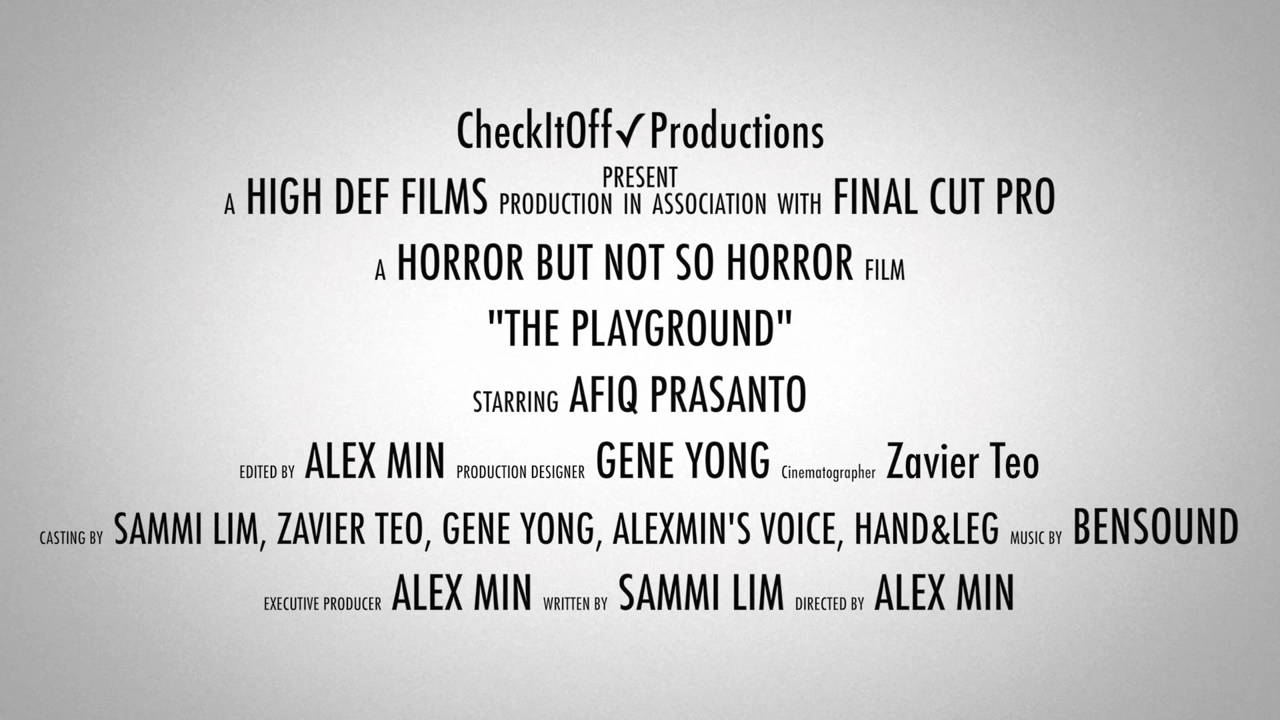 CheckItOff✓Productions
PRESENT
A HIGH DEF FILMS PRODUCTION IN ASSOCIATION WITH FINAL CUT PRO
A HORROR BUT NOT SO HORROR FILM
"THE PLAYGROUND"
STARRING AFIQ PRASANTO
EDITED BY ALEX MIN PRODUCTION DESIGNER GENE YONG Cinematographer Zavier Teo
CASTING BY SAMMI LIM, ZAVIER TEO, GENE YONG, ALEXMIN'S VOICE, HAND&LEG MUSIC BY BENSOUND
EXECUTIVE PRODUCER ALEX MIN WRITTEN BY SAMMI LIM DIRECTED BY ALEX MIN